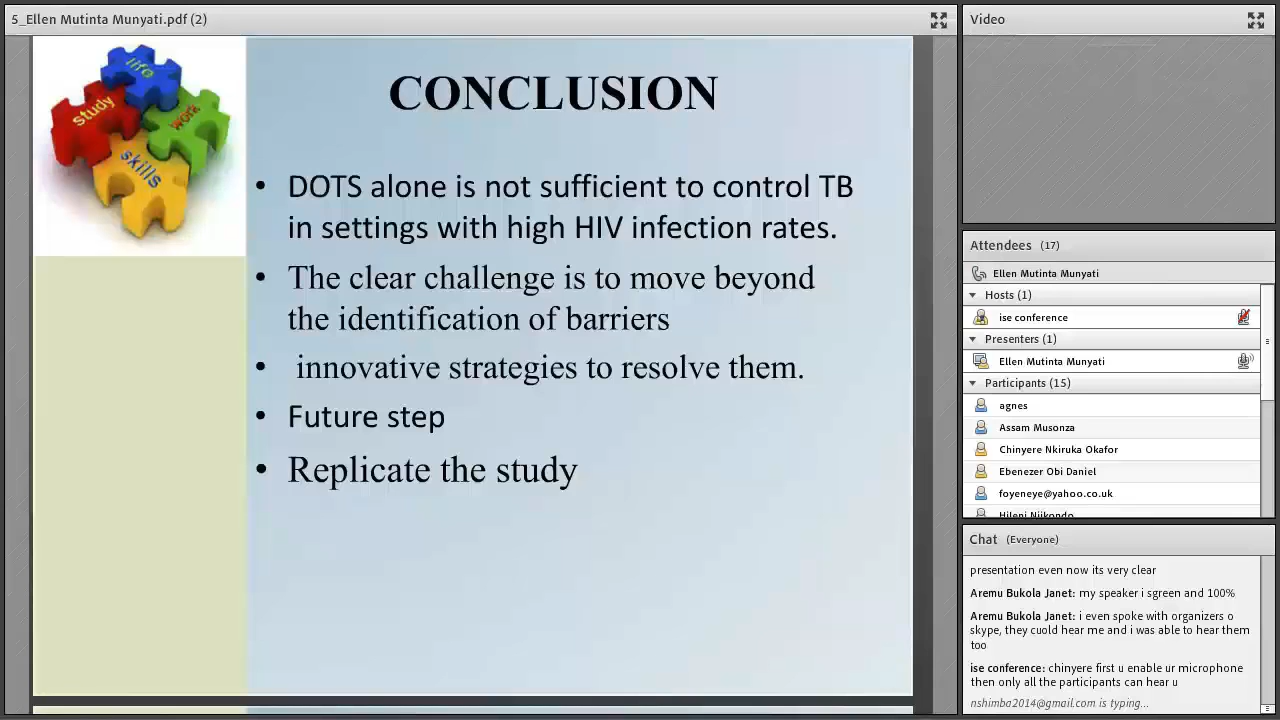 5_Ellen Mutinta Munyati.pdf (2)
life
study
work
skills
CONCLUSION
• DOTS alone is not sufficient to control TB
in settings with high HIV infection rates.
• The clear challenge is to move beyond
the identification of barriers
• innovative strategies to resolve them.
• Future step
• Replicate the study
Video
Attendees (17)
Ellen Mutinta Munyati
Hosts (1)
ise conference
Presenters (1)
Ellen Mutinta Munyati
Participants (15)
agnes
Assam Musonza
Chinyere Nkiruka Okafor
Ebenezer Obi Daniel
foyeneye@yahoo.co.uk
Chat (Everyone)
presentation even now its very clear
Aremu Bukola Janet: my speaker i sgreen and 100%
Aremu Bukola Janet: i even spoke with organizers o
skype, they cuold hear me and i was able to hear them
too
ise conference: chinyere first u enable ur microphone
then only all the participants can hear u
nshimba2014@gmail.com is typing...